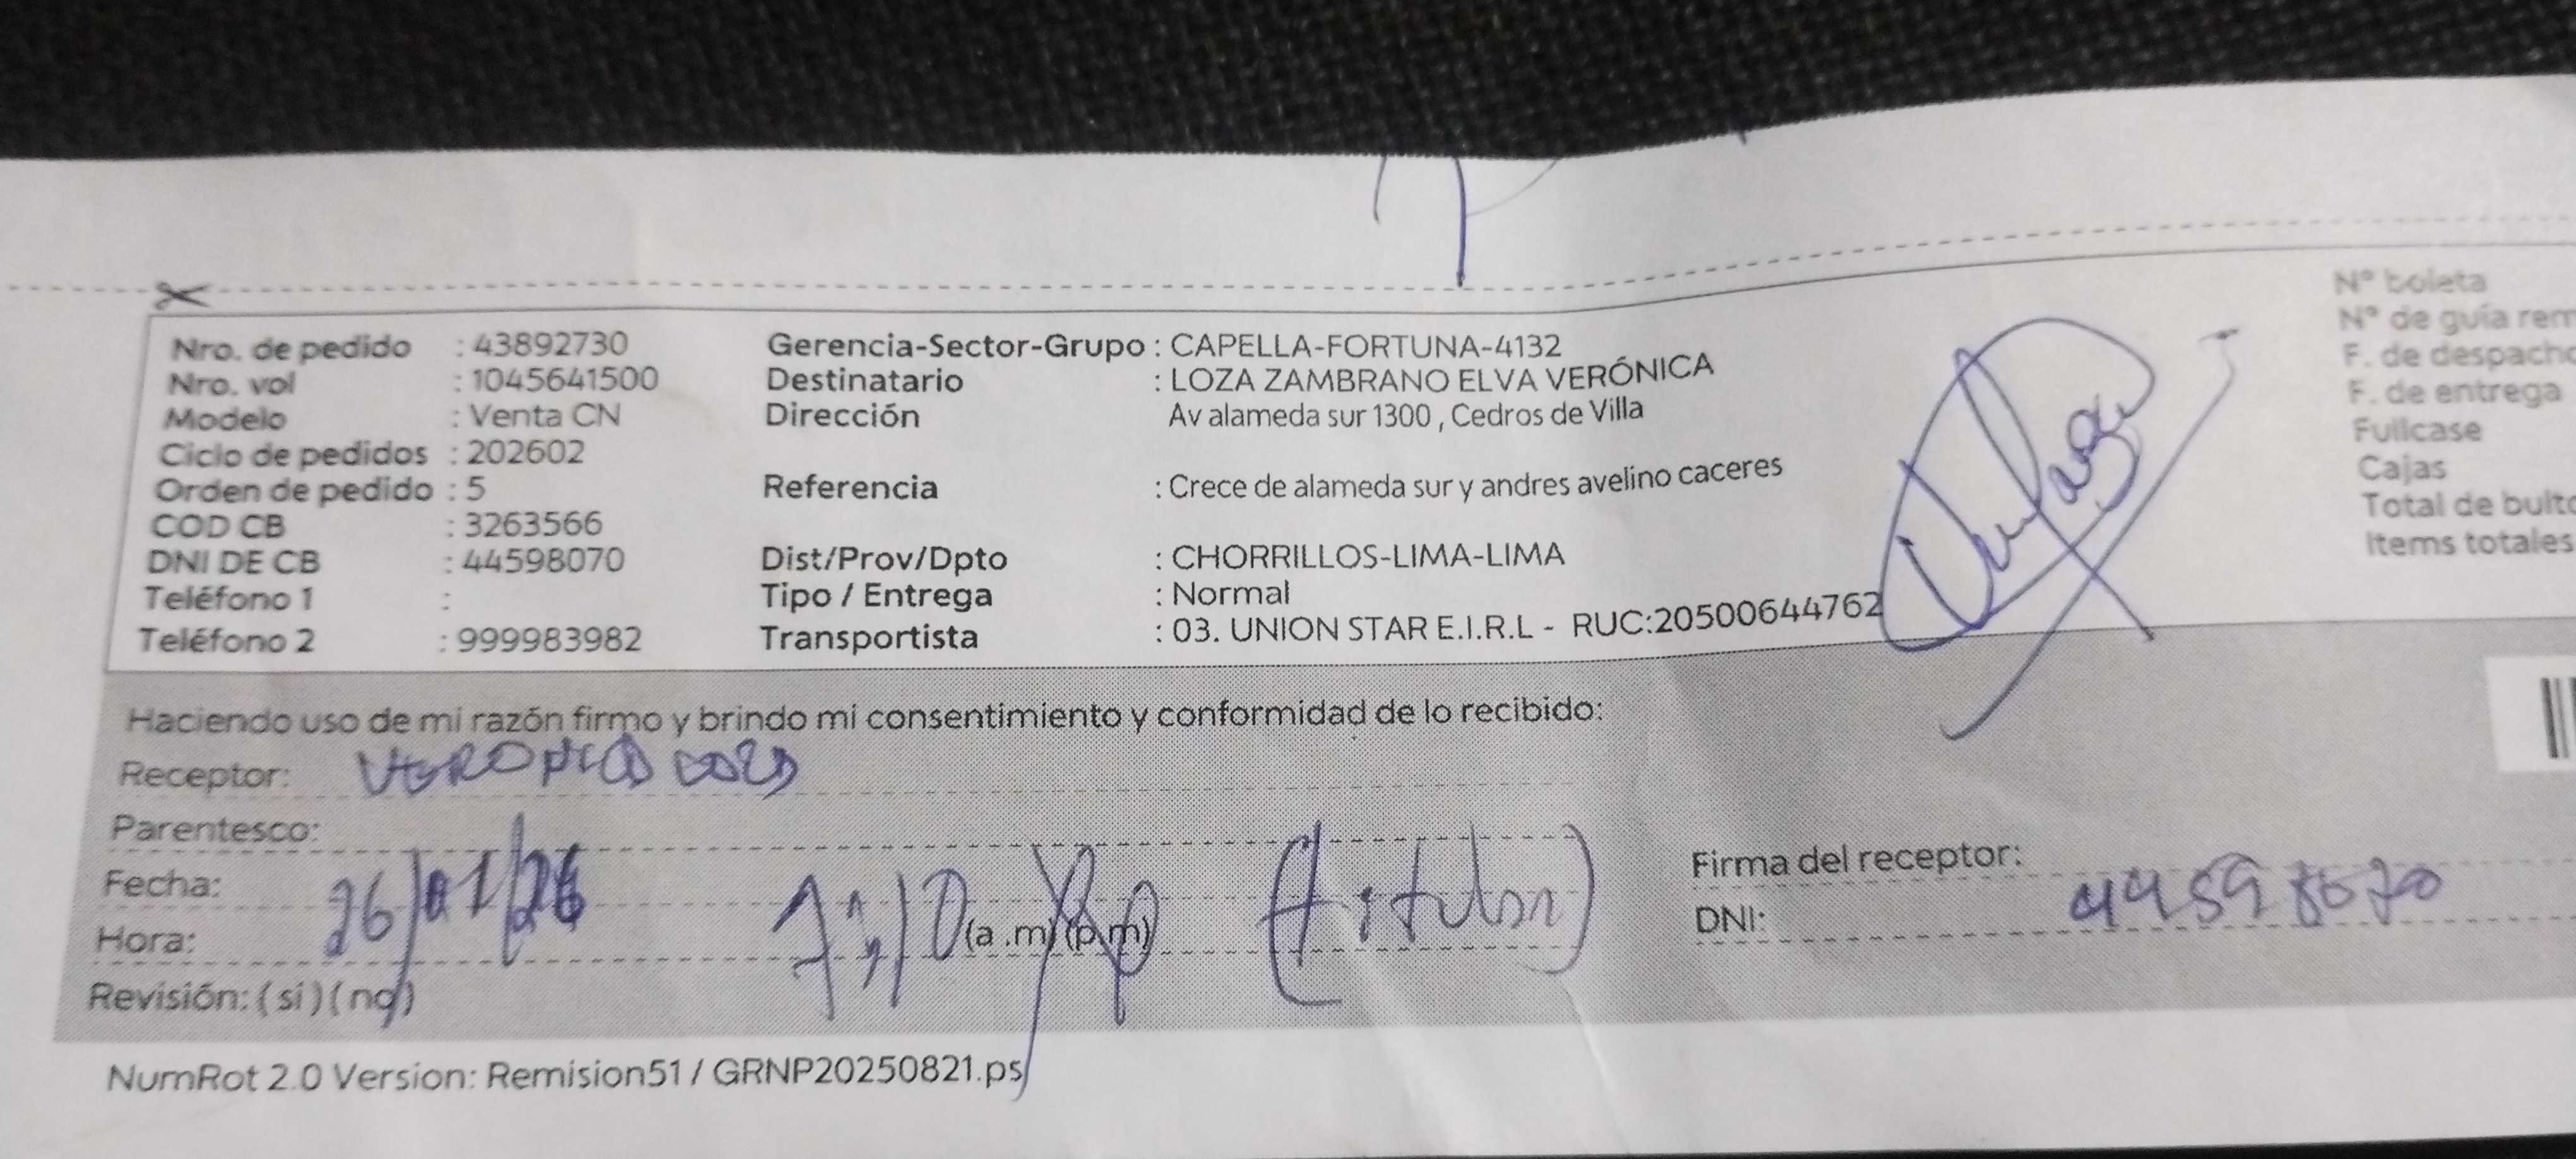 Nro. de pedido : 43892730 Gerencia-Sector-Grupo : CAPELLA-FORTUNA-4132 N° boleta
Nro. vol : 1045641500 Destinatario : LOZA ZAMBRANO ELVA VERÓNICA N° de guía rem
Modelo : Venta CN Dirección Av alameda sur 1300 , Cedros de Villa F. de despacho
Ciclo de pedidos : 202602 F. de entrega
Orden de pedido : 5 Referencia : Crece de alameda sur y andres avelino caceres Fullcase
COD CB : 3263566 Cajas
DNI DE CB : 44598070 Dist/Prov/Dpto : CHORRILLOS-LIMA-LIMA Total de bulto
Teléfono 1 : Tipo / Entrega : Normal Items totales
Teléfono 2 : 999983982 Transportista : 03. UNION STAR E.I.R.L - RUC:20500644762
Haciendo uso de mi razón firmo y brindo mi consentimiento y conformidad de lo recibido:
Receptor: VERONICA LOZA
Parentesco:
Fecha: 26/01/26 Firma del receptor:
Hora: (a .m) (p.m) DNI: 44598070
Revisión: ( si ) ( no )
NumRot 2.0 Version: Remision51 / GRNP20250821.ps